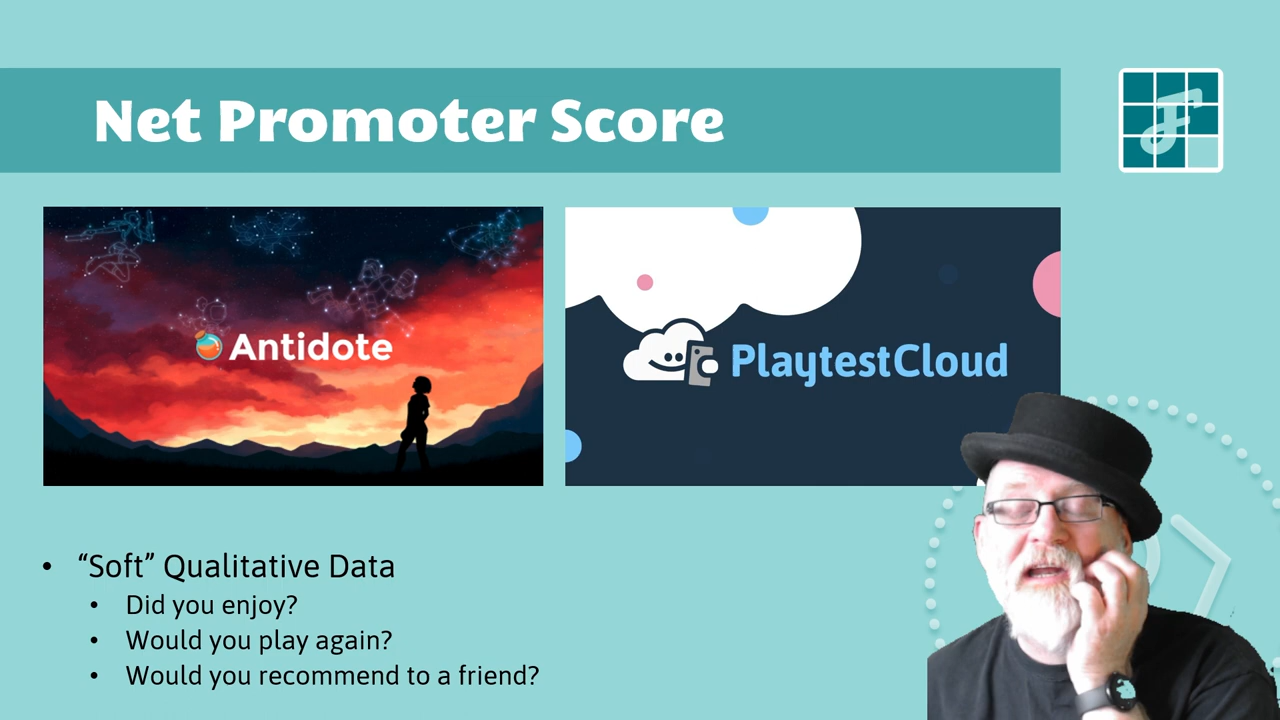 Net Promoter Score
F
Antidote
PlaytestCloud
• “Soft” Qualitative Data
• Did you enjoy?
• Would you play again?
• Would you recommend to a friend?